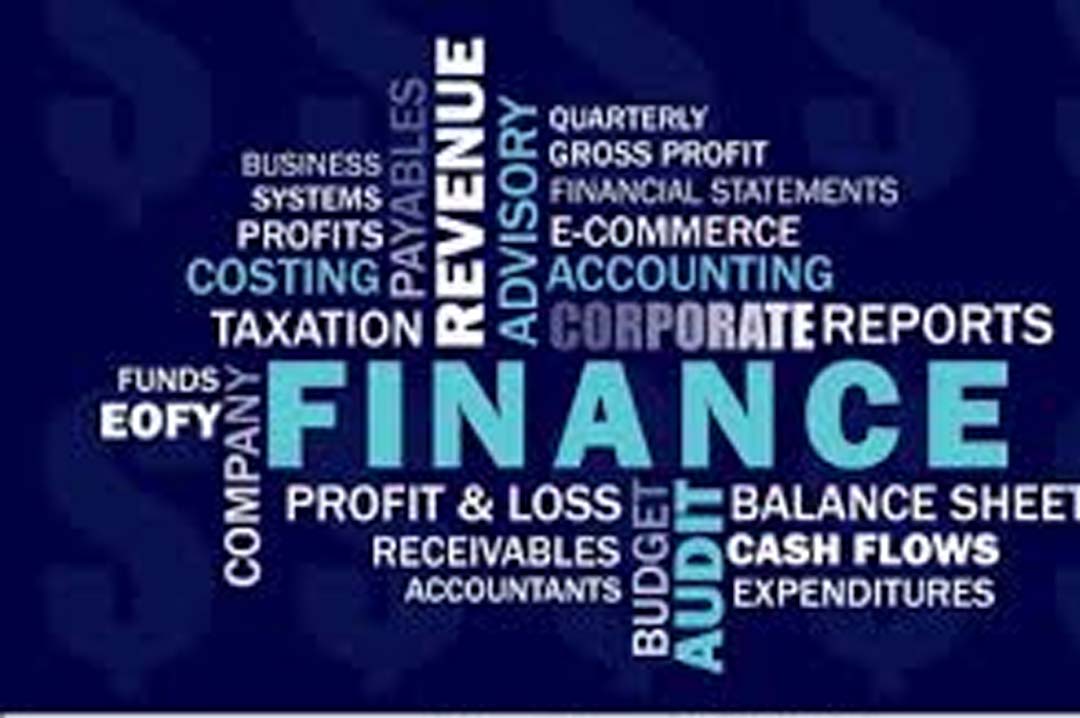 REVENUE
PAYABLES
ADVISORY
QUARTERLY
GROSS PROFIT
FINANCIAL STATEMENTS
E-COMMERCE
ACCOUNTING
BUSINESS
SYSTEMS
PROFITS
COSTING
TAXATION
CORPORATE REPORTS
FUNDS
EOFY
COMPANY
FINANCE
PROFIT & LOSS
RECEIVABLES
ACCOUNTANTS
BUDGET
AUDIT
BALANCE SHEET
CASH FLOWS
EXPENDITURES